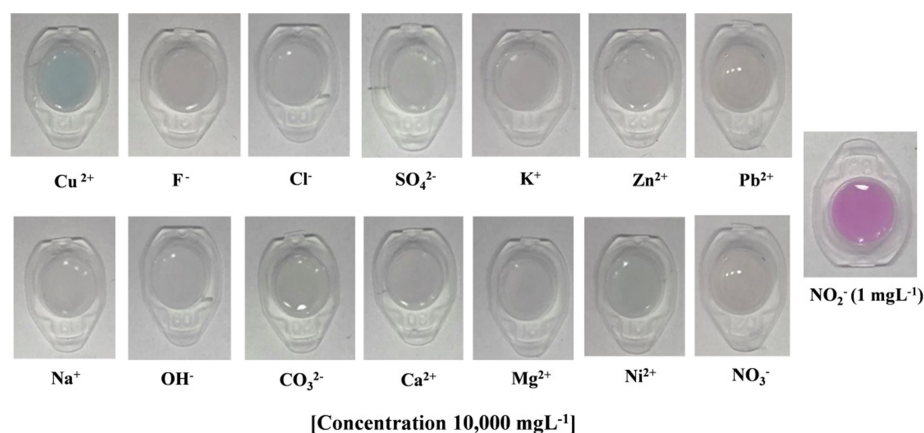 Cu 2+ F - Cl- SO₄2- K+ Zn2+ Pb2+
NO₂- (1 mgL-1)
Na+ OH- CO₃2- Ca2+ Mg2+ Ni2+ NO₃-
[Concentration 10,000 mgL-1]